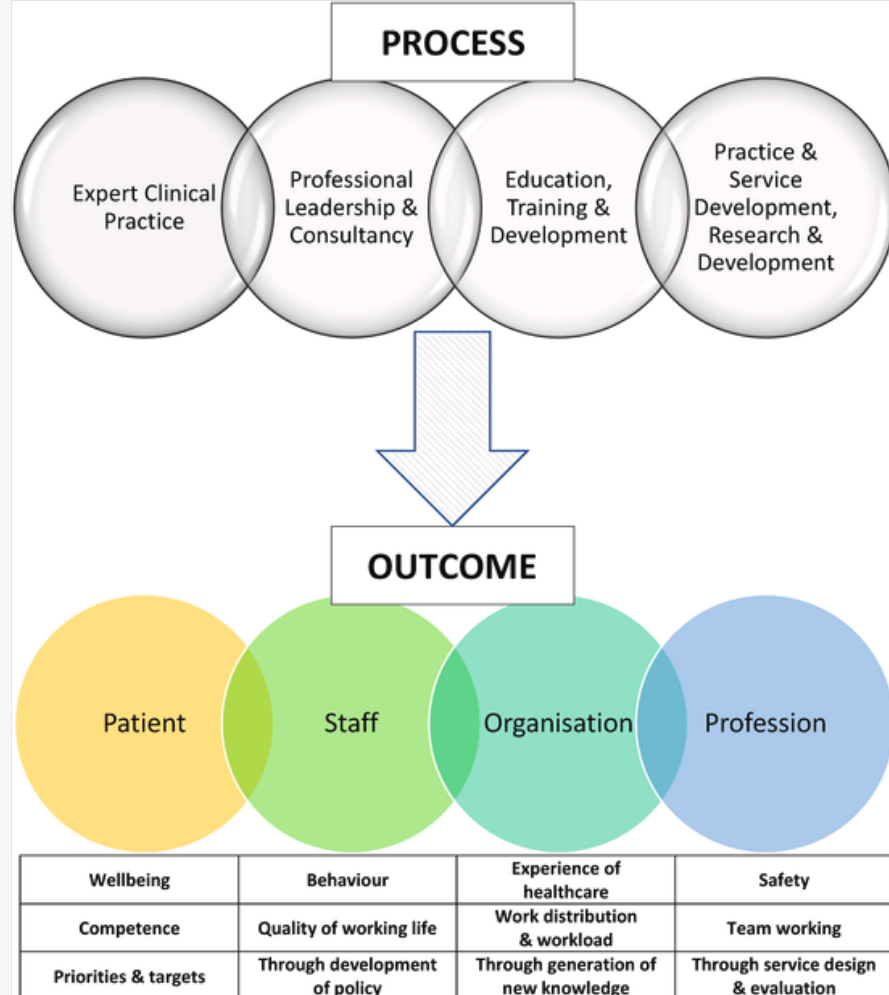 PROCESS
Expert Clinical
Practice
Professional
Leadership &
Consultancy
Education,
Training &
Development
Practice &
Service
Development,
Research &
Development
OUTCOME
Patient
Staff
Organisation
Profession
Wellbeing
Behaviour
Experience of
healthcare
Safety
Competence
Quality of working life
Work distribution
& workload
Team working
Priorities & targets
Through development
of policy
Through generation of
new knowledge
Through service design
& evaluation